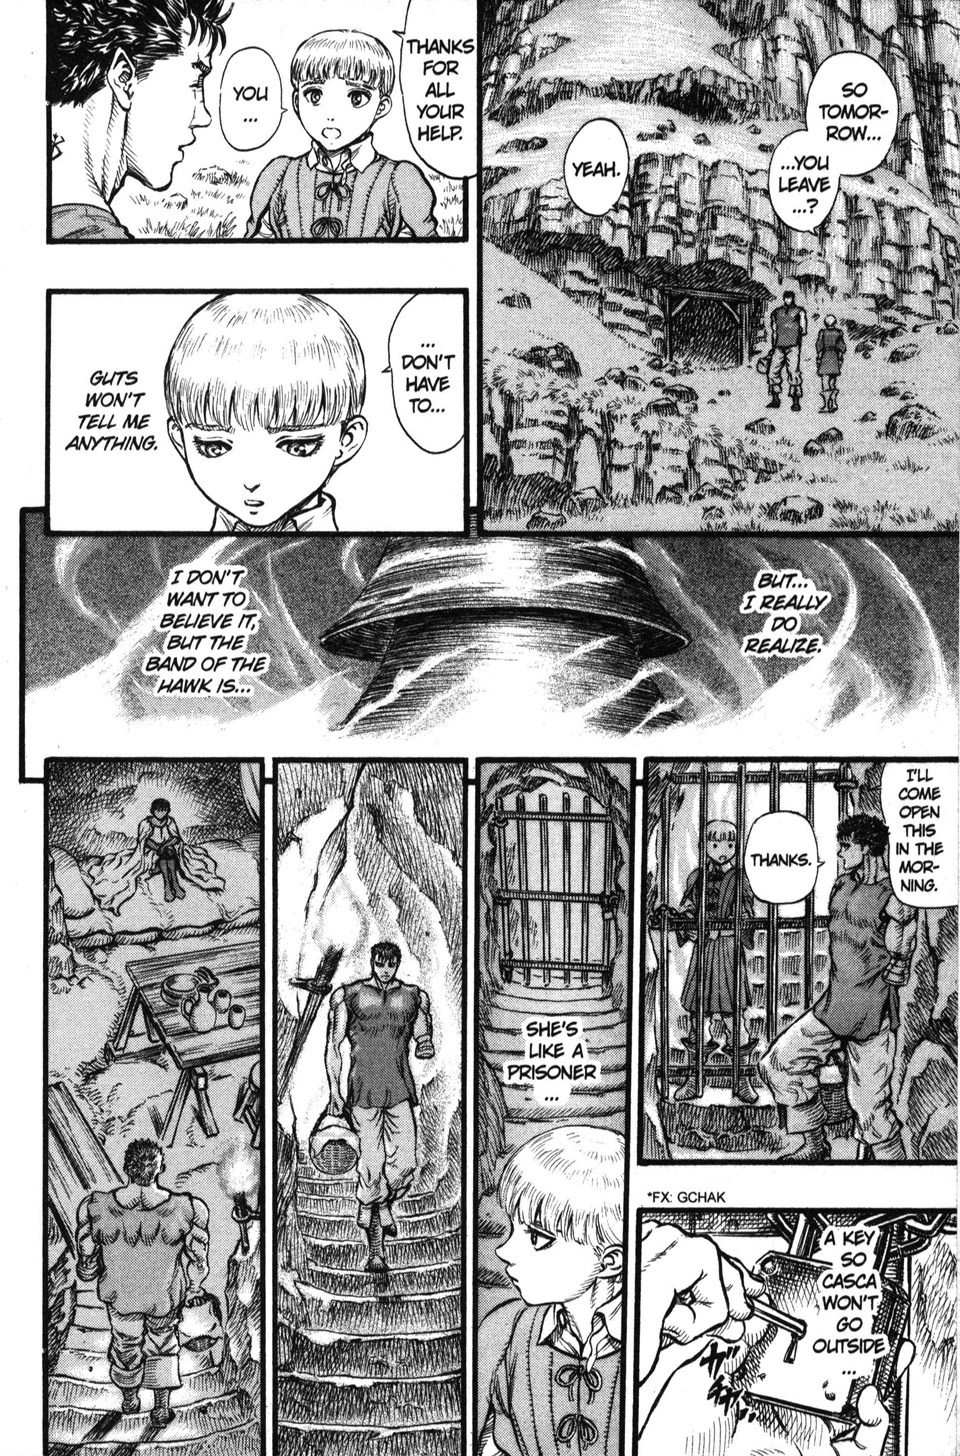 SO
TOMOR-
ROW...
...YOU
LEAVE
...?
YEAH.
THANKS
FOR
ALL
YOUR
HELP.
YOU
...
...
DON'T
HAVE
TO...
GUTS
WON'T
TELL ME
ANYTHING.
BUT...
I REALLY
DO
REALIZE.
I DON'T
WANT TO
BELIEVE IT,
BUT THE
BAND OF THE
HAWK IS...
I'LL
COME
OPEN
THIS
IN THE
MOR-
NING.
THANKS.
*FX: GCHAK
A KEY
SO
CASCA
WON'T
GO
OUTSIDE
...
SHE'S
LIKE A
PRISONER
...